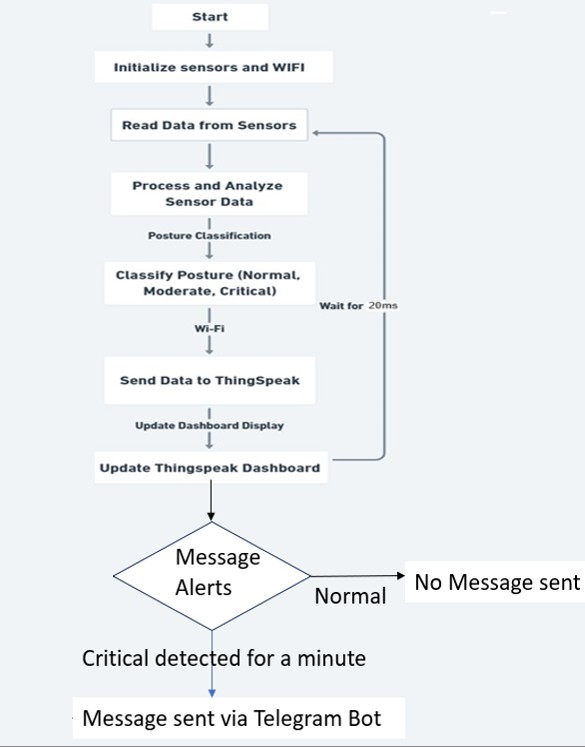 Start
Initialize sensors and WIFI
Read Data from Sensors
Process and Analyze
Sensor Data
Posture Classification
Classify Posture (Normal,
Moderate, Critical)
Wait for 20ms
Wi-Fi
Send Data to ThingSpeak
Update Dashboard Display
Update Thingspeak Dashboard
Message
Alerts
Normal
No Message sent
Critical detected for a minute
Message sent via Telegram Bot